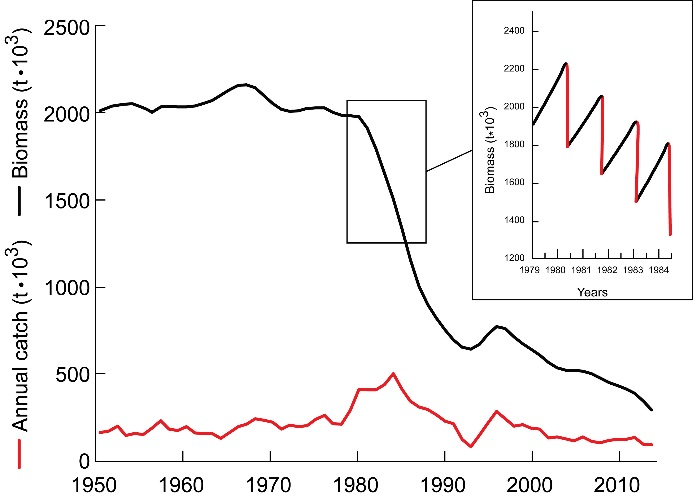 Biomass (t•10³)
Annual catch (t•10³)
2500
2000
1500
1000
500
0
1950 1960 1970 1980 1990 2000 2010
Biomass (t*10³)
2400
2200
2000
1800
1600
1400
1200
1979 1980 1981 1982 1983 1984
Years